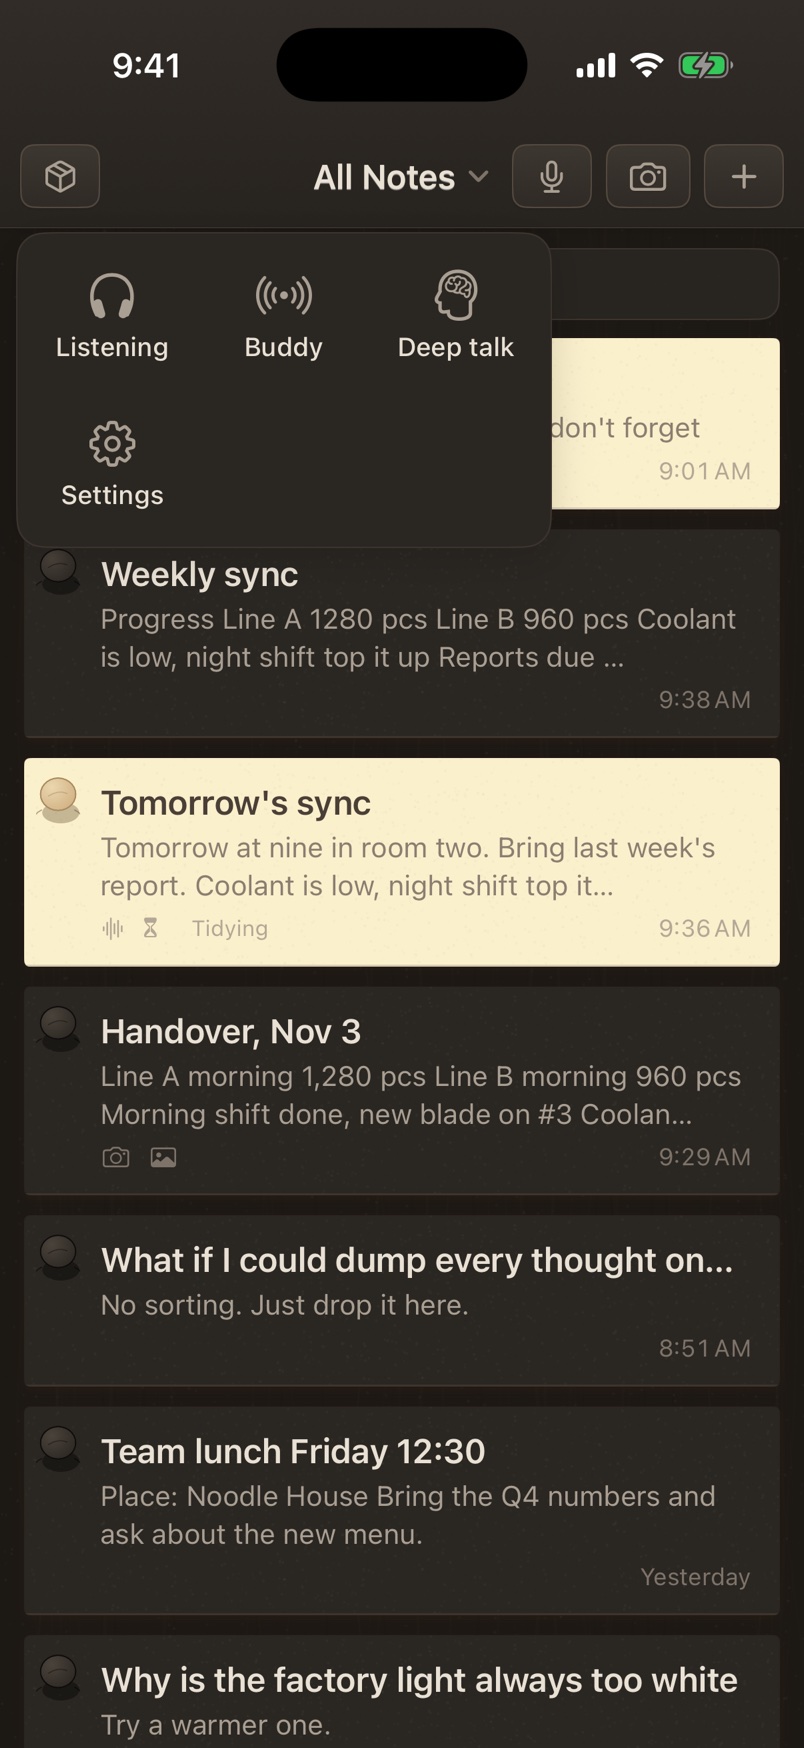 9:41
All Notes
Listening Buddy Deep talk
Settings
don't forget
9:01 AM
Weekly sync
Progress Line A 1280 pcs Line B 960 pcs Coolant
is low, night shift top it up Reports due ...
9:38 AM
Tomorrow's sync
Tomorrow at nine in room two. Bring last week's
report. Coolant is low, night shift top it...
Tidying 9:36 AM
Handover, Nov 3
Line A morning 1,280 pcs Line B morning 960 pcs
Morning shift done, new blade on #3 Coolan...
9:29 AM
What if I could dump every thought on...
No sorting. Just drop it here.
8:51 AM
Team lunch Friday 12:30
Place: Noodle House Bring the Q4 numbers and
ask about the new menu.
Yesterday
Why is the factory light always too white
Try a warmer one.